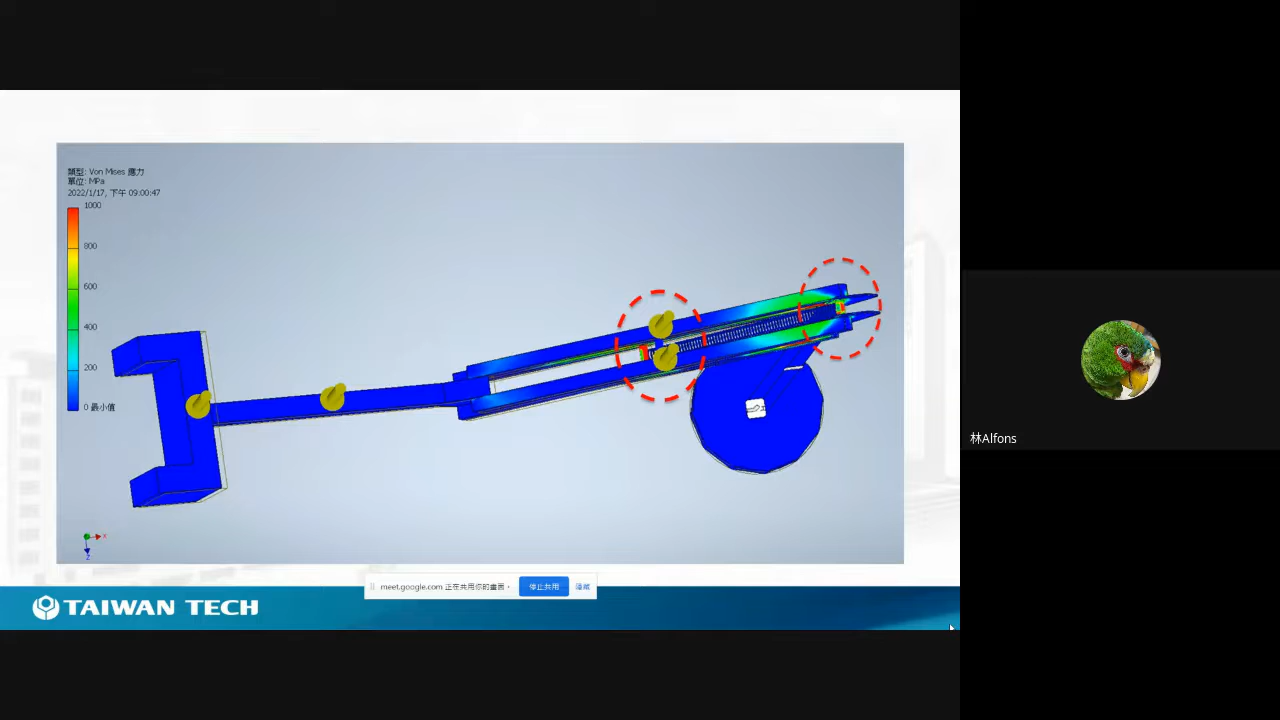 類型: Von Mises 應力
單位: MPa
2022/1/17, 下午 09:00:47
1000
800
600
400
200
0 最小值
X
Z
meet.google.com 正在共用你的畫面。
停止共用
隱藏
TAIWAN TECH
林Alfons